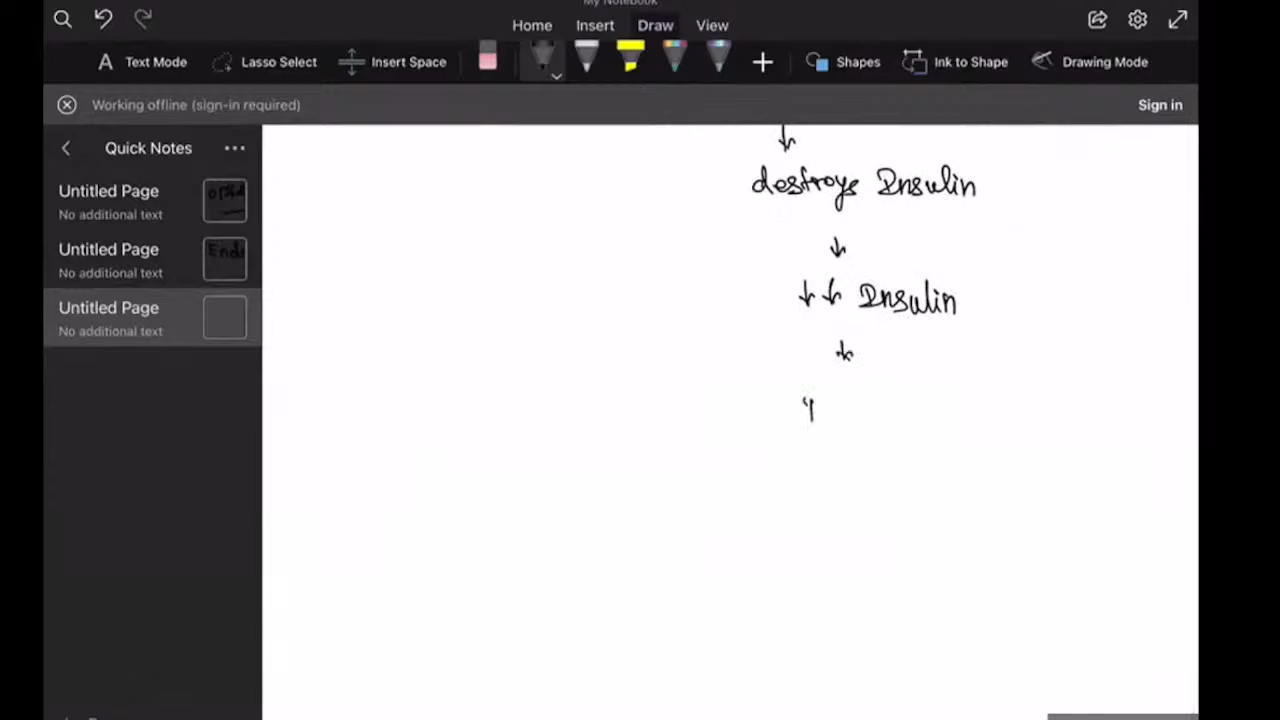 My Notebook
Home Insert Draw View
Text Mode Lasso Select Insert Space Shapes Ink to Shape Drawing Mode
Working offline (sign-in required) Sign in
Quick Notes
Untitled Page
No additional text
Untitled Page
No additional text
Untitled Page
No additional text
↓
destroys Insulin
↓
↓↓ Insulin
↓